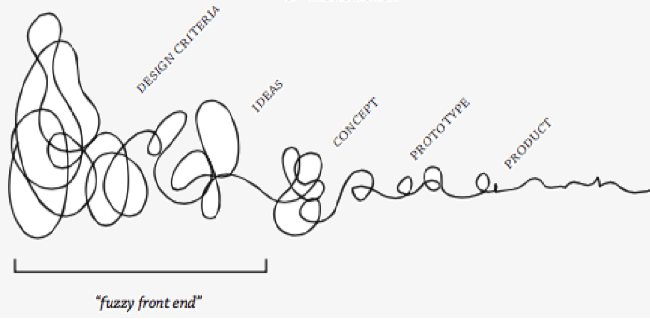 DESIGN CRITERIA
IDEAS
CONCEPT
PROTOTYPE
PRODUCT
"fuzzy front end"